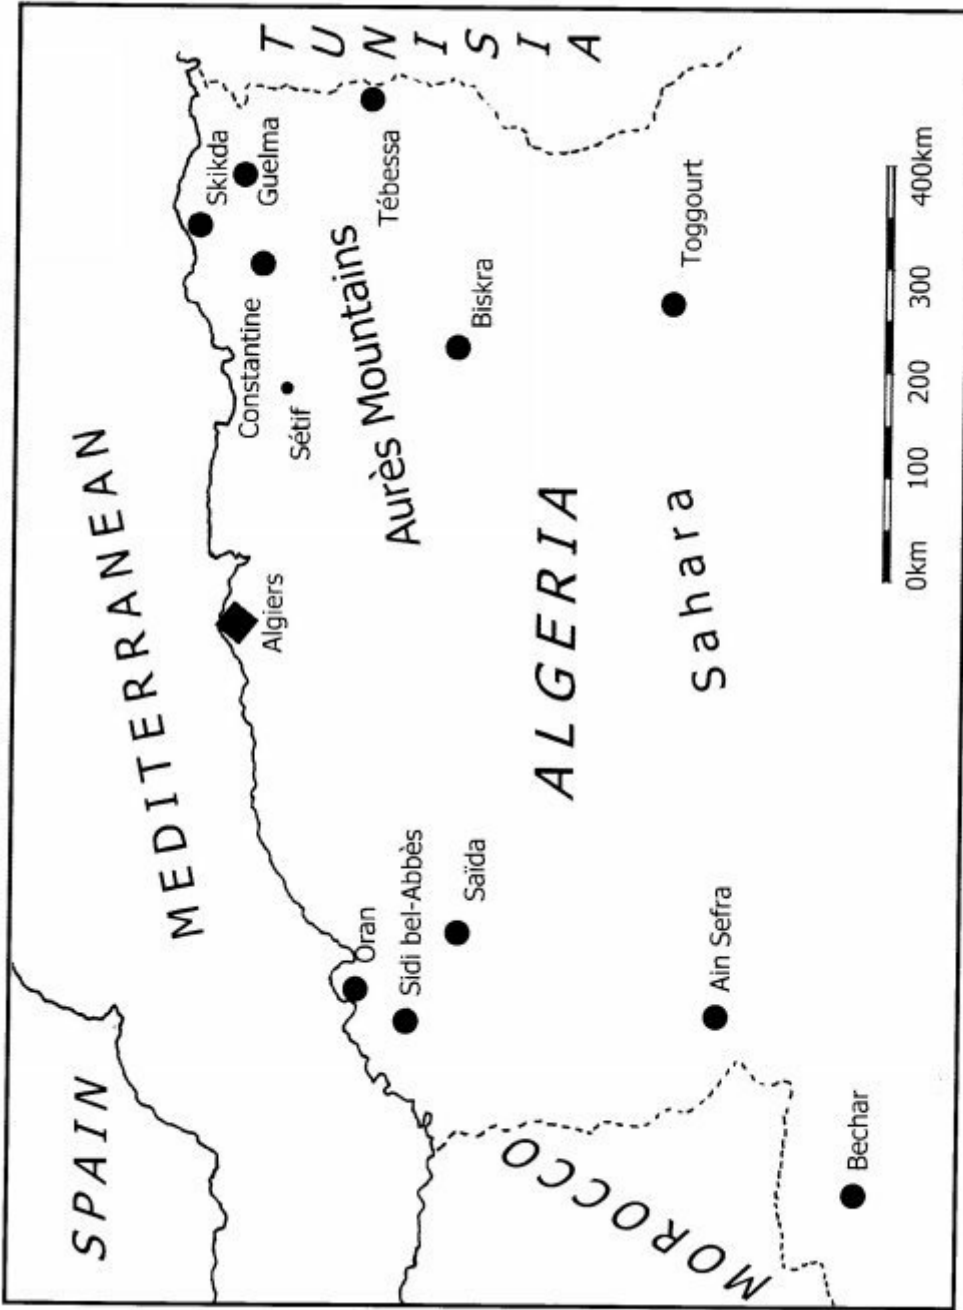 SPAIN
MEDITERRANEAN
TUNISIA
Skikda
Guelma
Constantine
Algiers
Sétif
Tébessa
Aurès Mountains
Oran
Sidi bel-Abbès
Saïda
Biskra
ALGERIA
MOROCCO
Toggourt
Sahara
Ain Sefra
Bechar
0km 100 200 300 400km